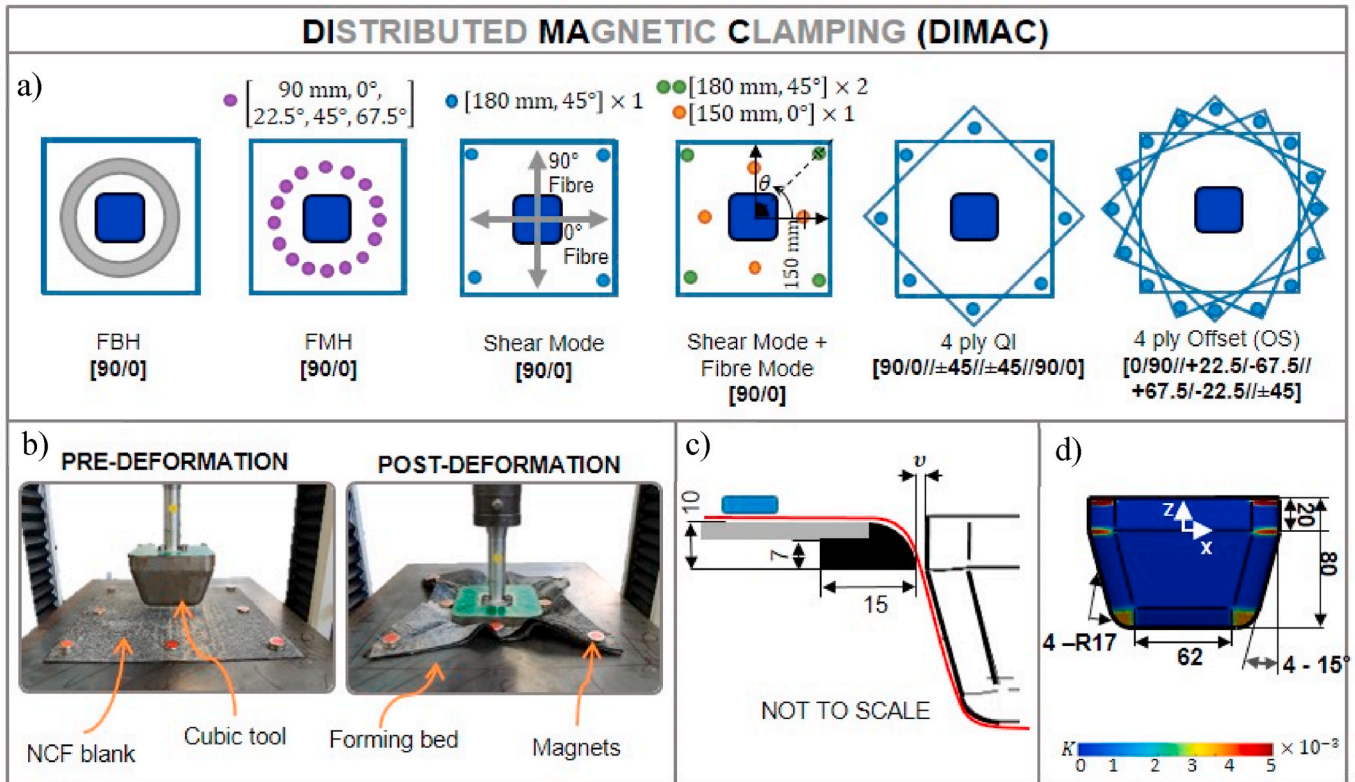 DISTRIBUTED MAGNETIC CLAMPING (DIMAC)
a)
90 mm, 0°,
22.5°, 45°, 67.5°
[180 mm, 45°] × 1
[180 mm, 45°] × 2
[150 mm, 0°] × 1
90°
Fibre
0°
Fibre
θ
150 mm
FBH
[90/0]
FMH
[90/0]
Shear Mode
[90/0]
Shear Mode +
Fibre Mode
[90/0]
4 ply QI
[90/0//±45//±45//90/0]
4 ply Offset (OS)
[0/90//+22.5/-67.5//
+67.5/-22.5//±45]
b)
PRE-DEFORMATION
POST-DEFORMATION
NCF blank
Cubic tool
Forming bed
Magnets
c)
υ
10
7
15
NOT TO SCALE
d)
z
x
20
80
4 –R17
62
4 - 15°
K
× 10⁻³
0 1 2 3 4 5